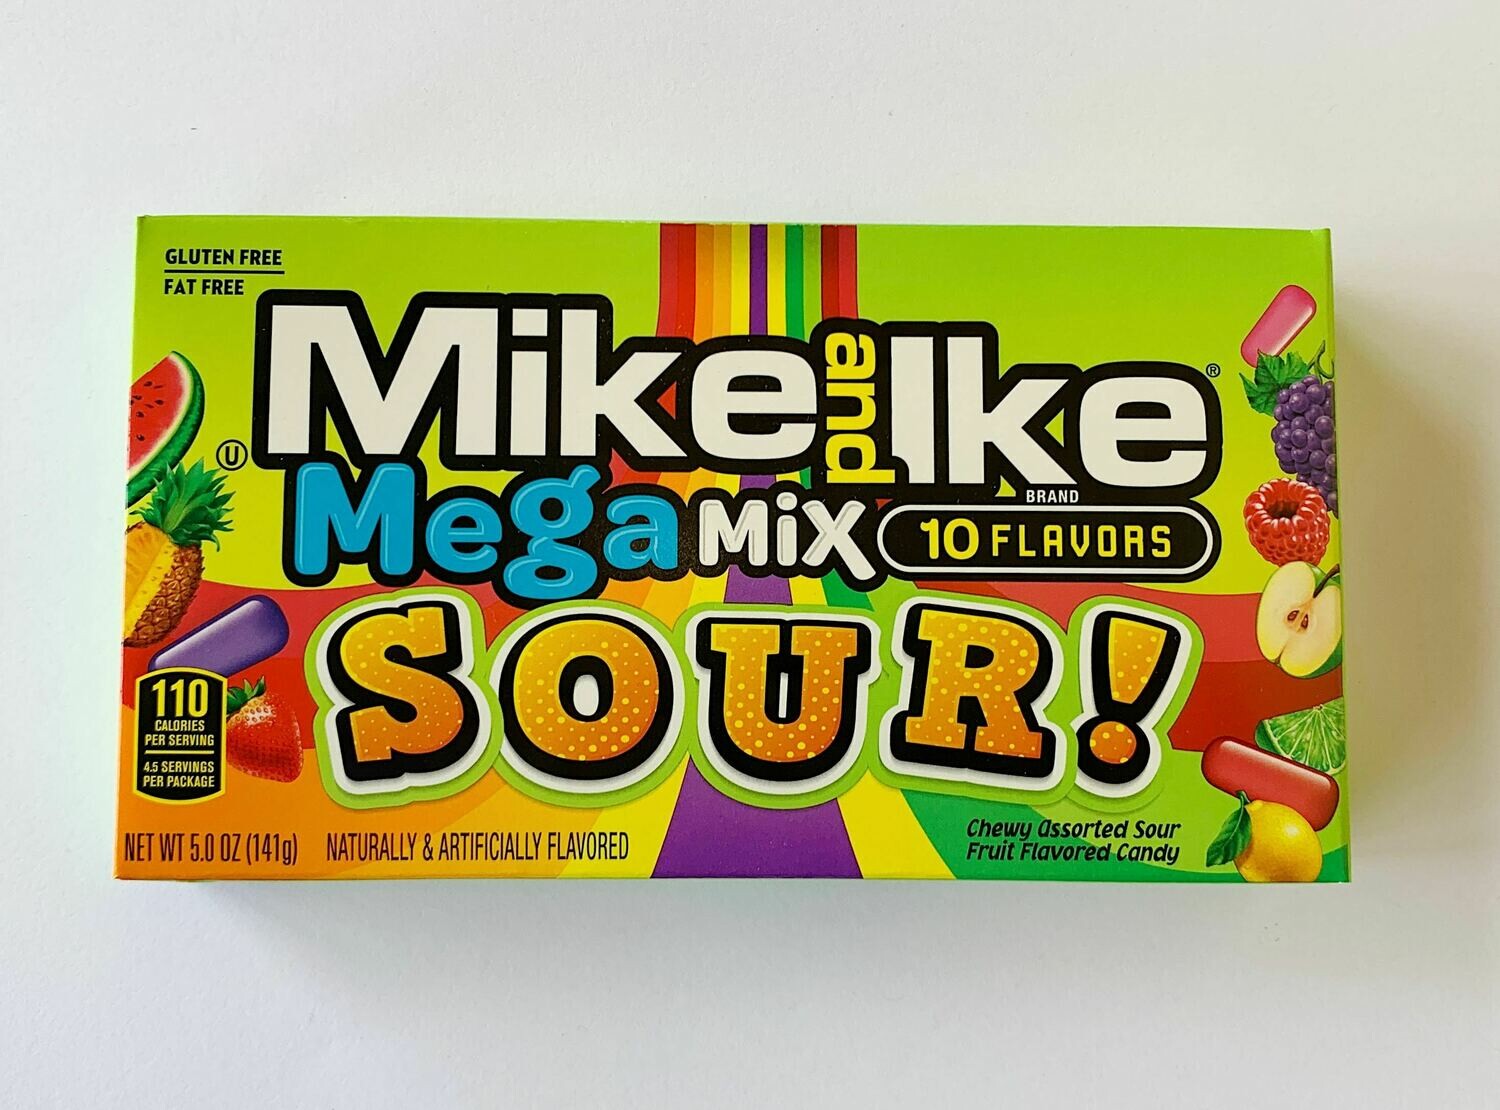 GLUTEN FREE
FAT FREE
Mike and Ike ®
BRAND
U
Mega MiX 10 FLAVORS
SOUR!
110
CALORIES
PER SERVING
4.5 SERVINGS
PER PACKAGE
NET WT 5.0 OZ (141g) NATURALLY & ARTIFICIALLY FLAVORED
Chewy Assorted Sour
Fruit Flavored Candy